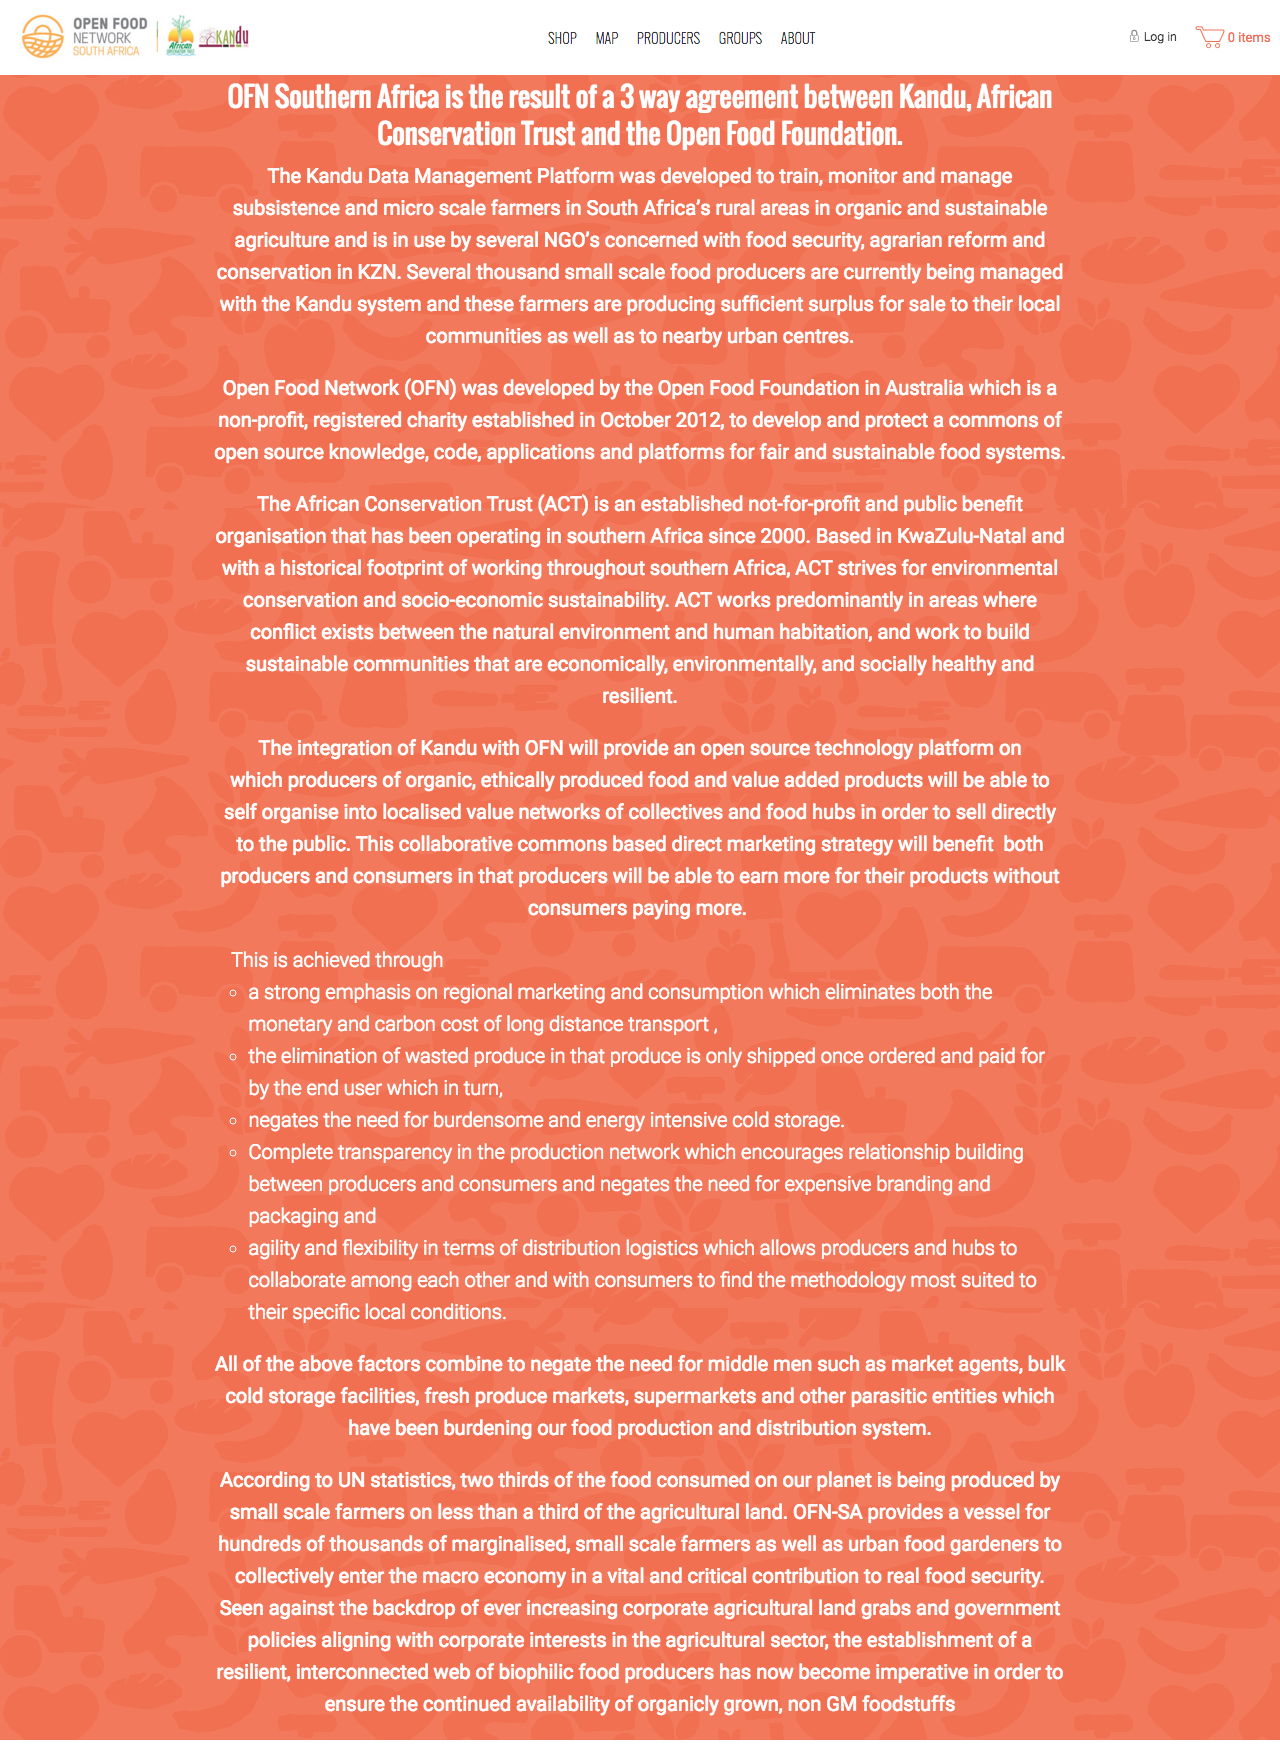 OPEN FOOD
NETWORK
SOUTH AFRICA
African
KANdu
SHOP MAP PRODUCERS GROUPS ABOUT
Log in
0 items
OFN Southern Africa is the result of a 3 way agreement between Kandu, African
Conservation Trust and the Open Food Foundation.
The Kandu Data Management Platform was developed to train, monitor and manage
subsistence and micro scale farmers in South Africa’s rural areas in organic and sustainable
agriculture and is in use by several NGO’s concerned with food security, agrarian reform and
conservation in KZN. Several thousand small scale food producers are currently being managed
with the Kandu system and these farmers are producing sufficient surplus for sale to their local
communities as well as to nearby urban centres.
Open Food Network (OFN) was developed by the Open Food Foundation in Australia which is a
non-profit, registered charity established in October 2012, to develop and protect a commons of
open source knowledge, code, applications and platforms for fair and sustainable food systems.
The African Conservation Trust (ACT) is an established not-for-profit and public benefit
organisation that has been operating in southern Africa since 2000. Based in KwaZulu-Natal and
with a historical footprint of working throughout southern Africa, ACT strives for environmental
conservation and socio-economic sustainability. ACT works predominantly in areas where
conflict exists between the natural environment and human habitation, and work to build
sustainable communities that are economically, environmentally, and socially healthy and
resilient.
The integration of Kandu with OFN will provide an open source technology platform on
which producers of organic, ethically produced food and value added products will be able to
self organise into localised value networks of collectives and food hubs in order to sell directly
to the public. This collaborative commons based direct marketing strategy will benefit both
producers and consumers in that producers will be able to earn more for their products without
consumers paying more.
This is achieved through
◦ a strong emphasis on regional marketing and consumption which eliminates both the
monetary and carbon cost of long distance transport ,
◦ the elimination of wasted produce in that produce is only shipped once ordered and paid for
by the end user which in turn,
◦ negates the need for burdensome and energy intensive cold storage.
◦ Complete transparency in the production network which encourages relationship building
between producers and consumers and negates the need for expensive branding and
packaging and
◦ agility and flexibility in terms of distribution logistics which allows producers and hubs to
collaborate among each other and with consumers to find the methodology most suited to
their specific local conditions.
All of the above factors combine to negate the need for middle men such as market agents, bulk
cold storage facilities, fresh produce markets, supermarkets and other parasitic entities which
have been burdening our food production and distribution system.
According to UN statistics, two thirds of the food consumed on our planet is being produced by
small scale farmers on less than a third of the agricultural land. OFN-SA provides a vessel for
hundreds of thousands of marginalised, small scale farmers as well as urban food gardeners to
collectively enter the macro economy in a vital and critical contribution to real food security.
Seen against the backdrop of ever increasing corporate agricultural land grabs and government
policies aligning with corporate interests in the agricultural sector, the establishment of a
resilient, interconnected web of biophilic food producers has now become imperative in order to
ensure the continued availability of organicly grown, non GM foodstuffs